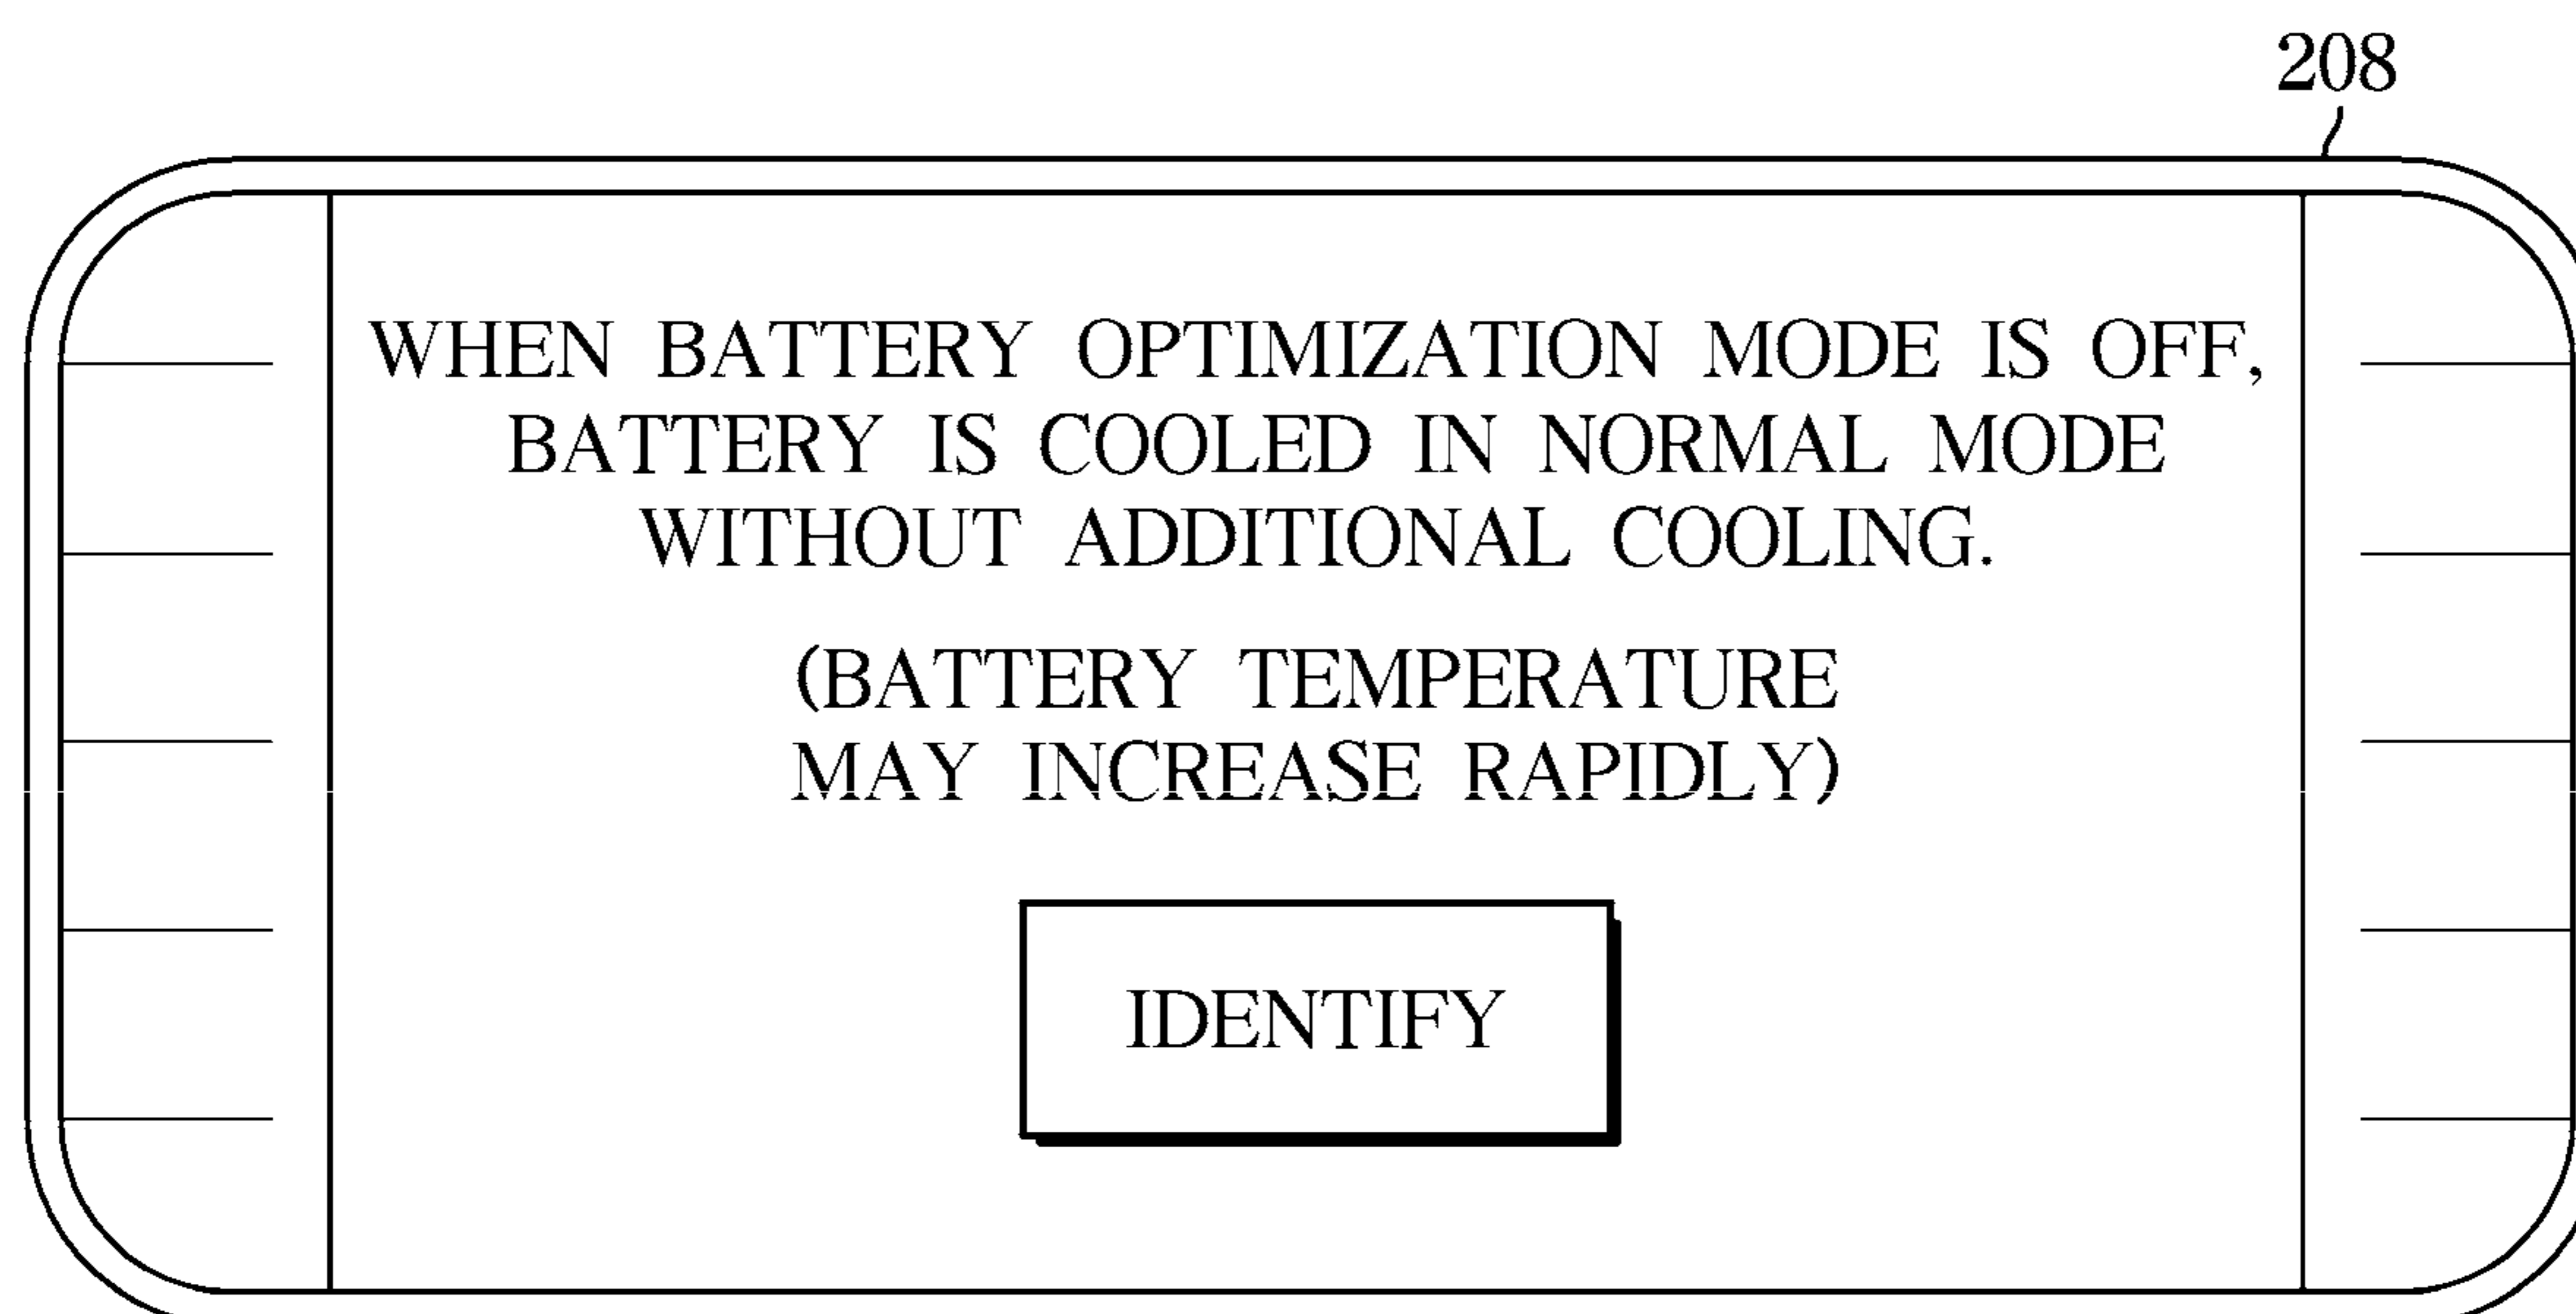 208
WHEN BATTERY OPTIMIZATION MODE IS OFF,
BATTERY IS COOLED IN NORMAL MODE
WITHOUT ADDITIONAL COOLING.
(BATTERY TEMPERATURE
MAY INCREASE RAPIDLY)
IDENTIFY